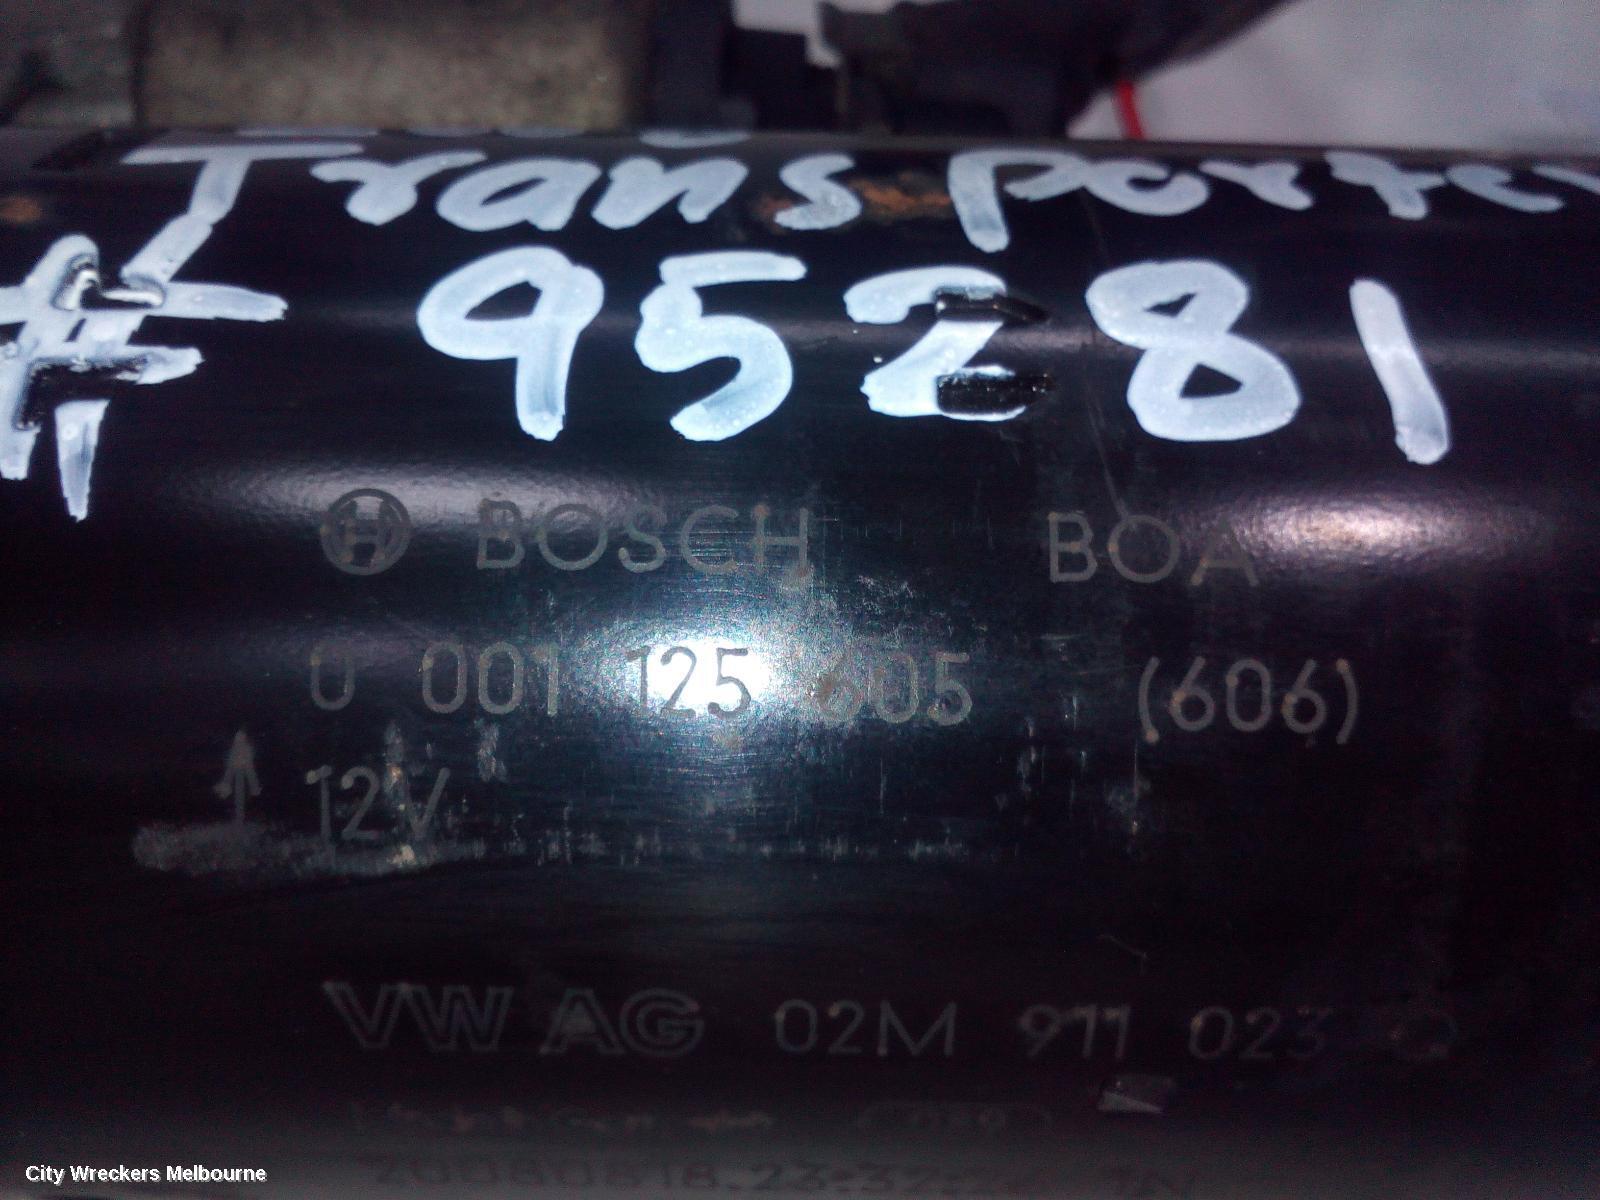 Transporter
# 95281
BOSCH BOA
0 001 125 605 (606)
12V
VW AG 02M 911 023 Q
City Wreckers Melbourne